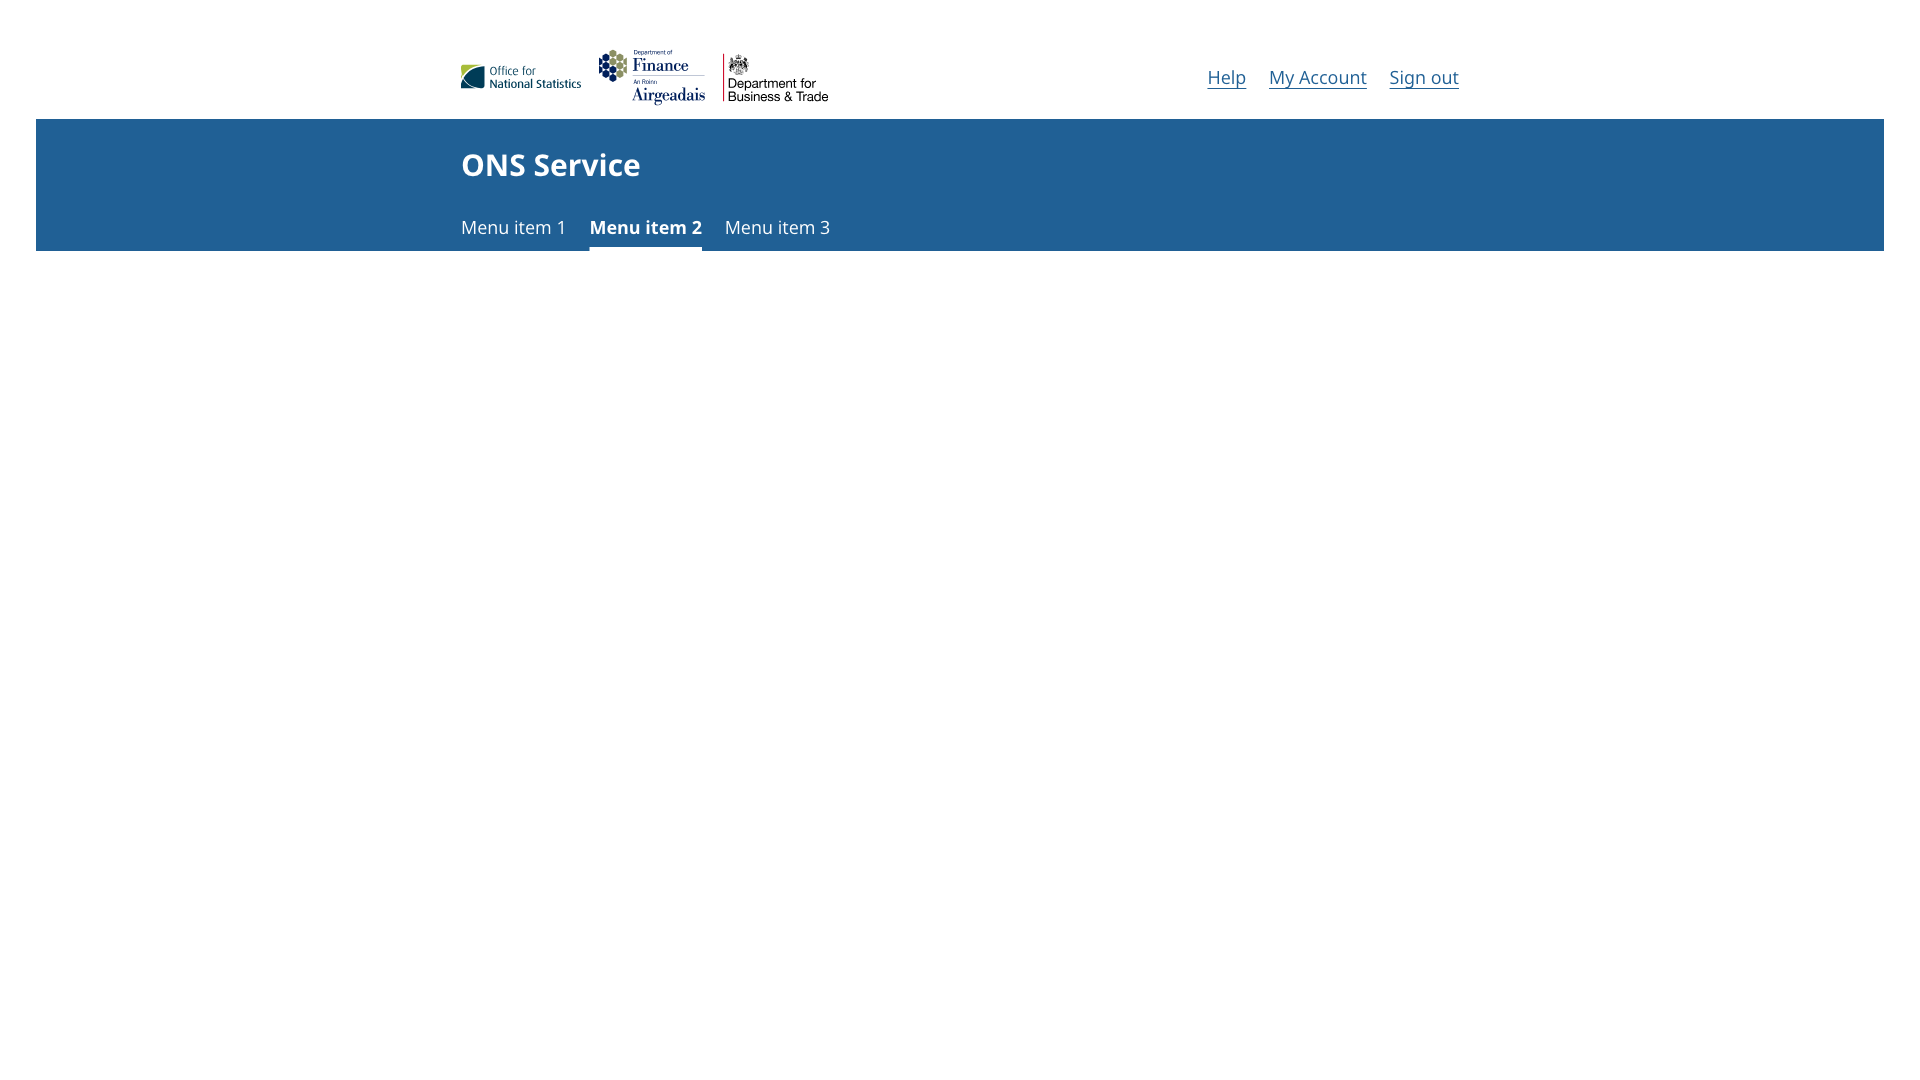 Office for
National Statistics
Department of
Finance
An Roinn
Airgeadais
Department for
Business & Trade
Help My Account Sign out
ONS Service
Menu item 1 Menu item 2 Menu item 3